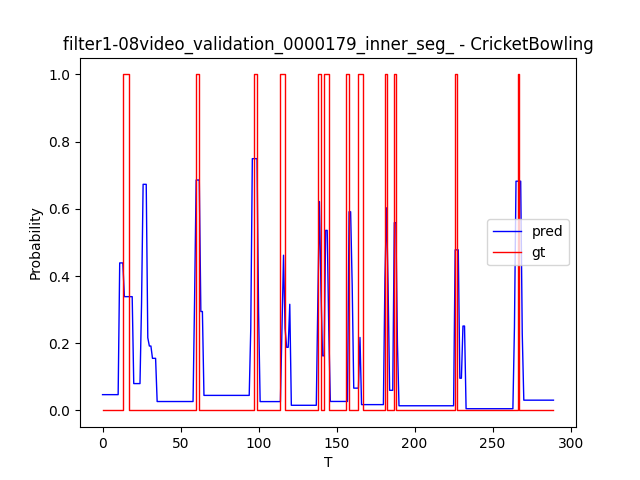 filter1-08video_validation_0000179_inner_seg_ - CricketBowling
1.0
0.8
0.6
0.4
0.2
0.0
Probability
pred
gt
0 50 100 150 200 250 300
T